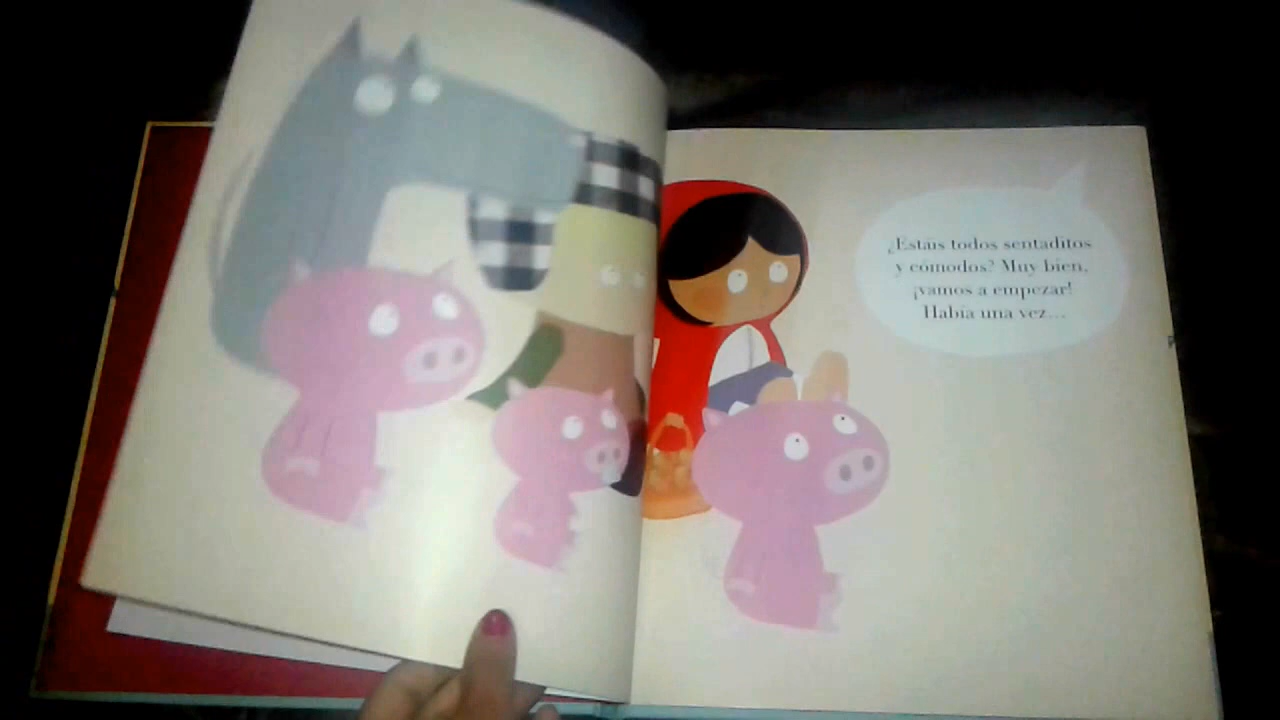 ¿Estáis todos sentaditos
y cómodos? Muy bien,
¡vamos a empezar!
Había una vez...